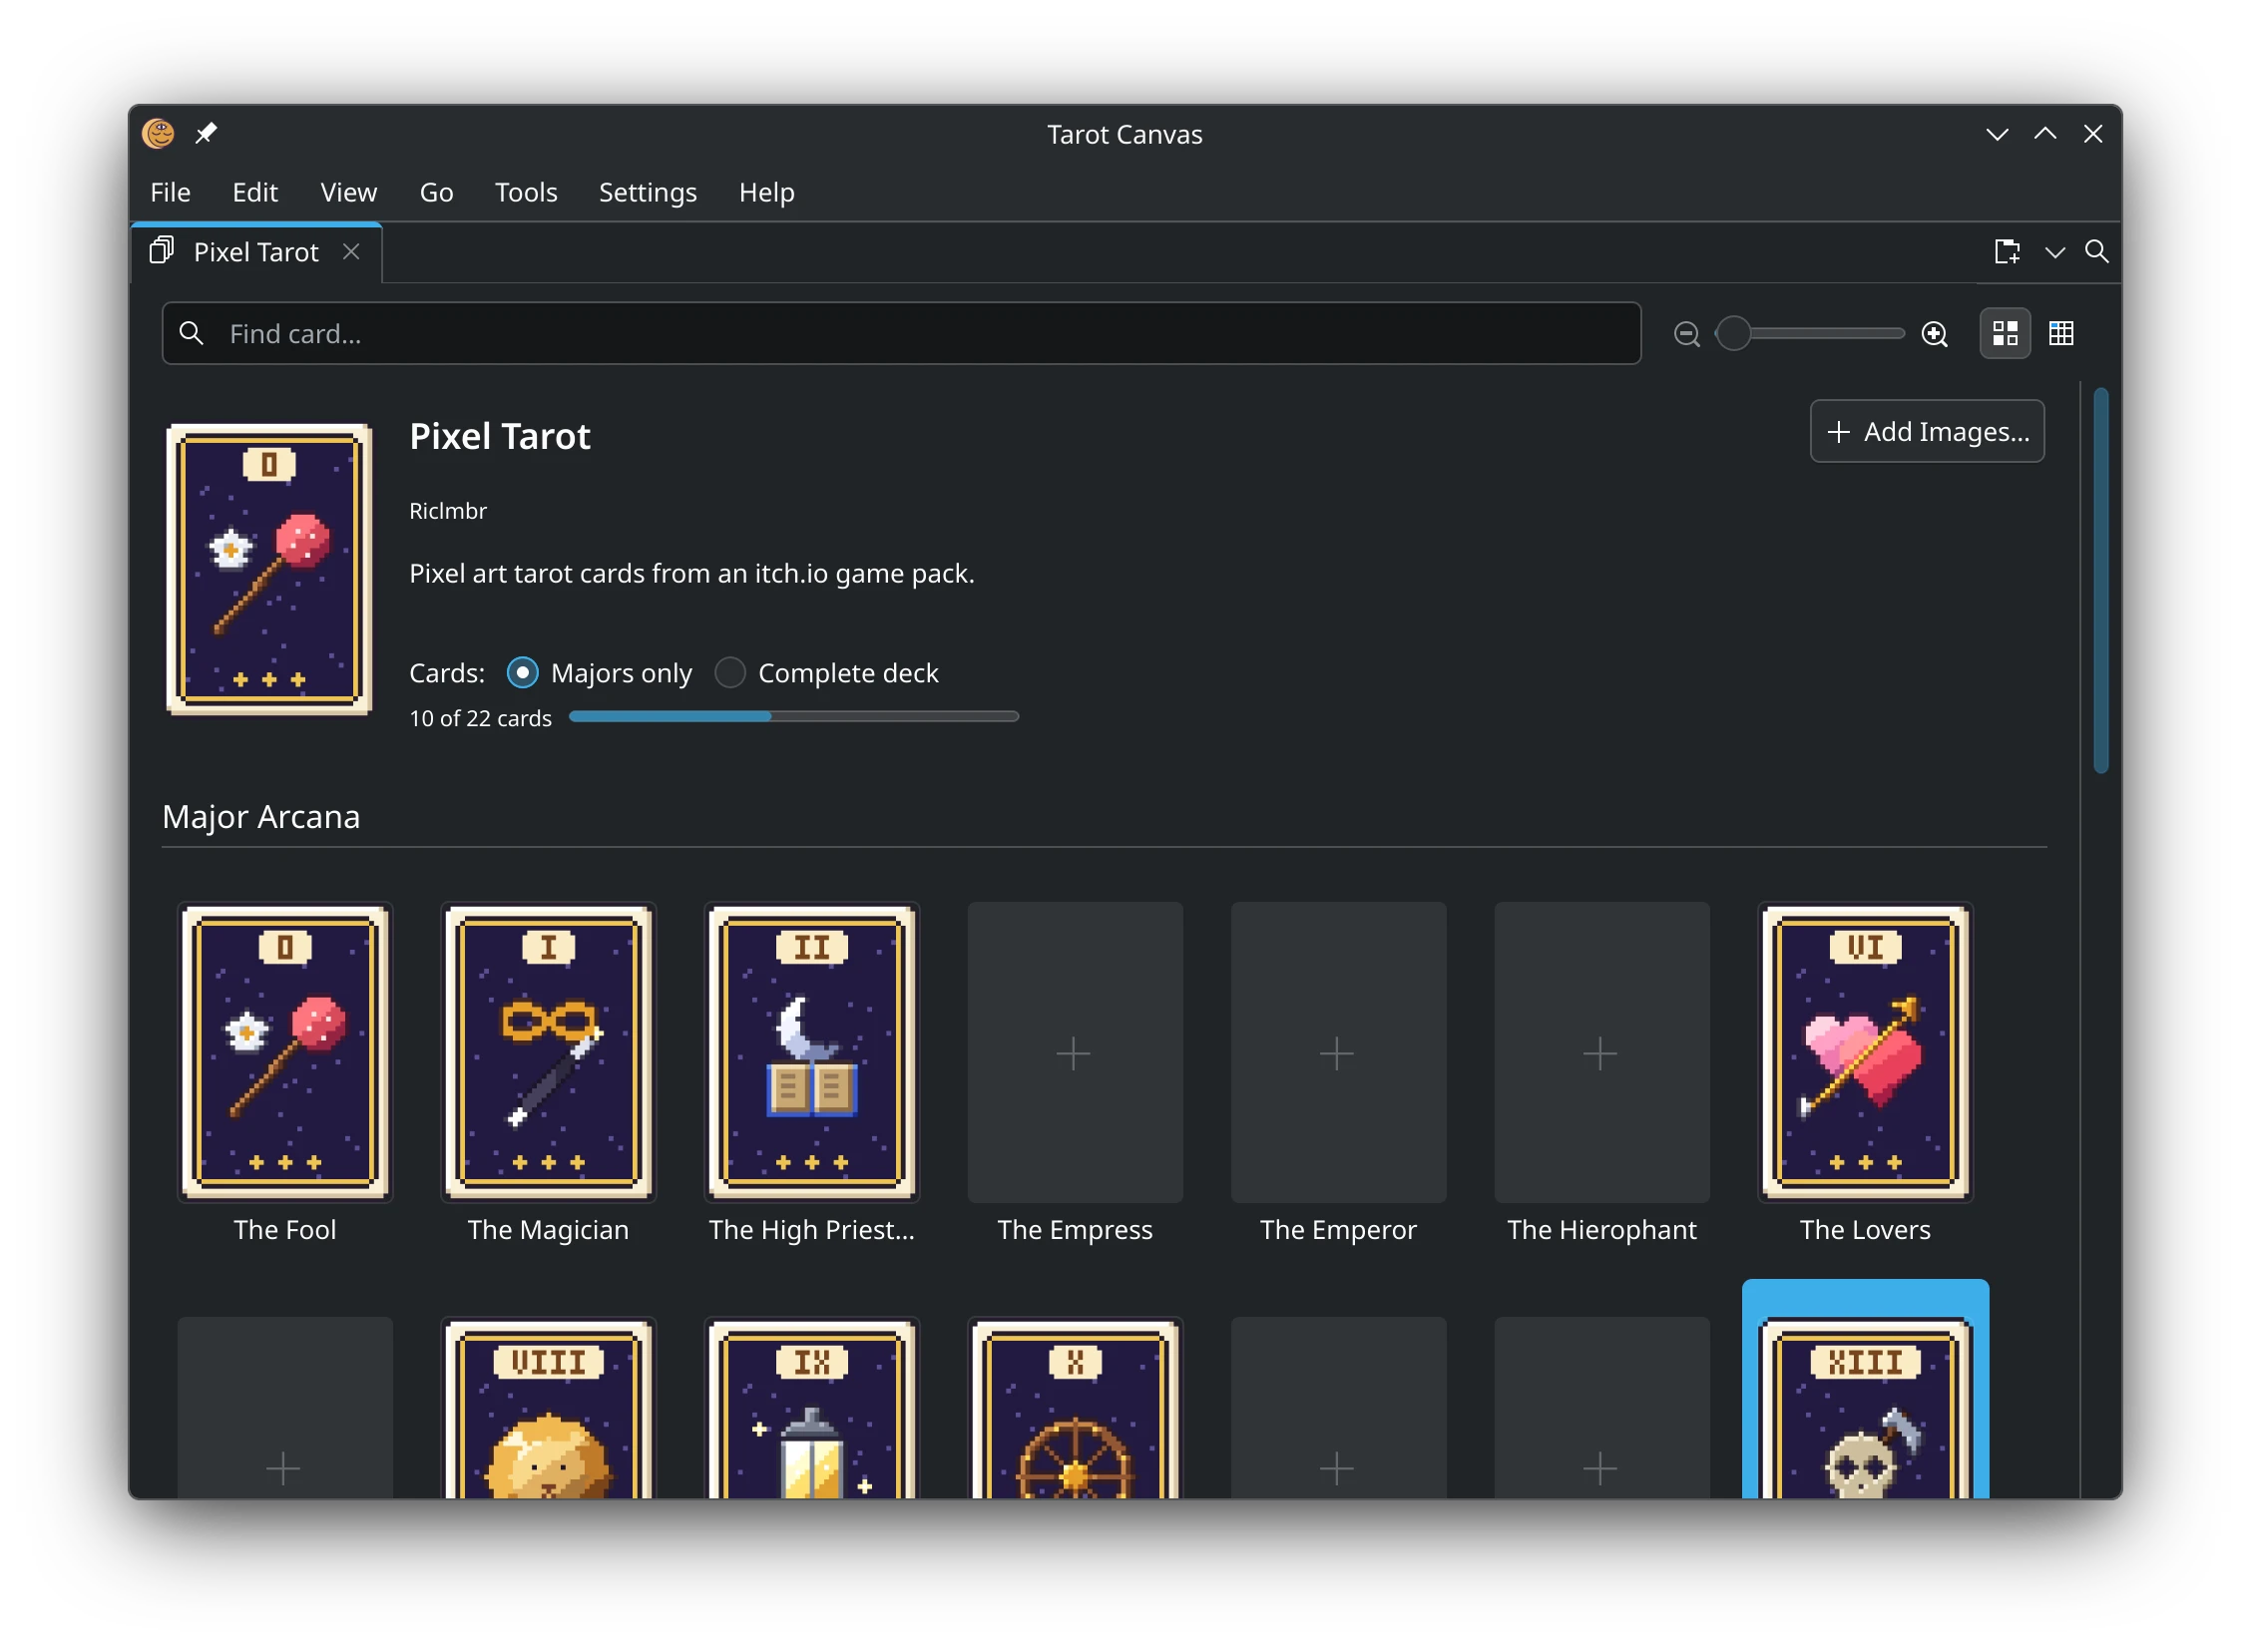 Tarot Canvas
File Edit View Go Tools Settings Help
Pixel Tarot
Find card...
Pixel Tarot
Add Images...
Riclmbr
Pixel art tarot cards from an itch.io game pack.
Cards: Majors only Complete deck
10 of 22 cards
0
Major Arcana
0 I II VI
The Fool The Magician The High Priest... The Empress The Emperor The Hierophant The Lovers
VIII IX X XIII